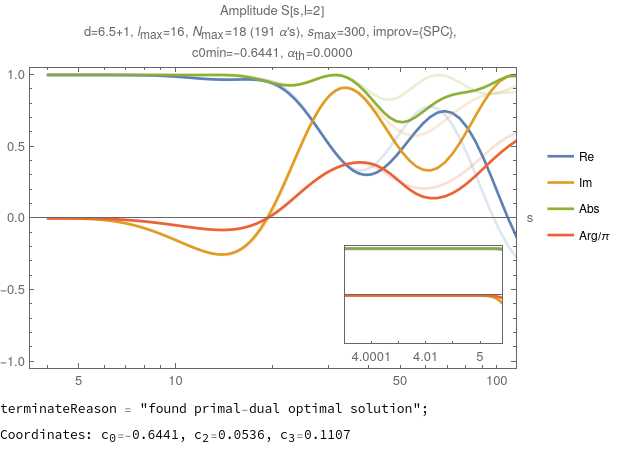 Amplitude S[s,l=2]
d=6.5+1, lmax=16, Nmax=18 (191 α's), smax=300, improv={SPC},
c0min=-0.6441, αth=0.0000
1.0
0.5
0.0
-0.5
-1.0
s
Re
Im
Abs
Arg/π
4.0001 4.01 5
5 10 50 100
terminateReason = "found primal-dual optimal solution";
Coordinates: c0=-0.6441, c2=0.0536, c3=0.1107